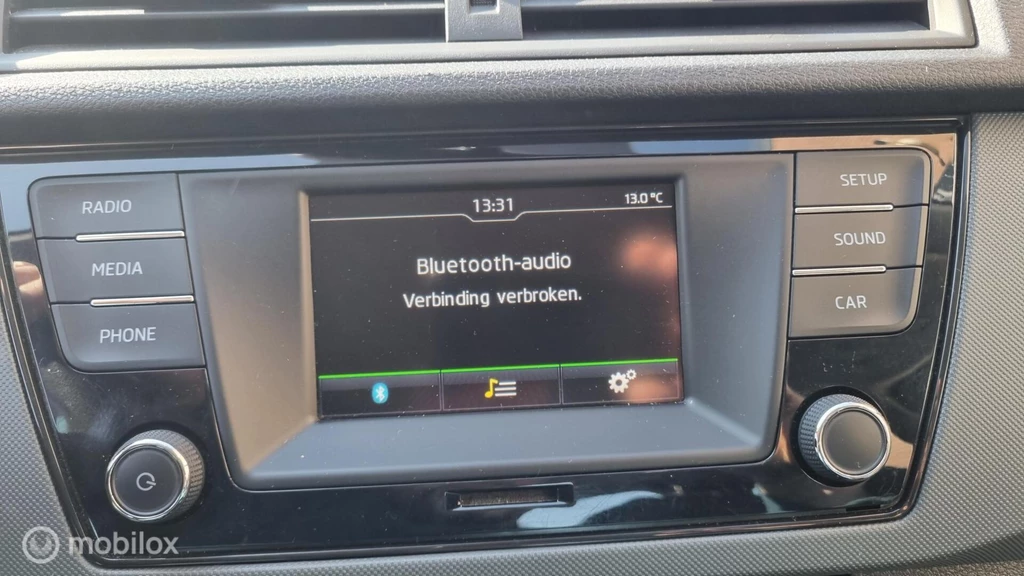 13:31
13.0 °C
RADIO
MEDIA
PHONE
Bluetooth-audio
Verbinding verbroken.
SETUP
SOUND
CAR
mobilox